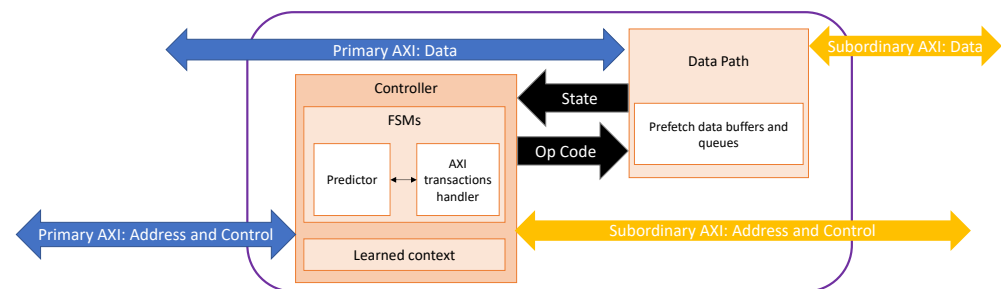 Primary AXI: Data
Subordinary AXI: Data
Data Path
Controller
State
FSMs
Prefetch data buffers and
queues
Op Code
Predictor
AXI
transactions
handler
Primary AXI: Address and Control
Subordinary AXI: Address and Control
Learned context